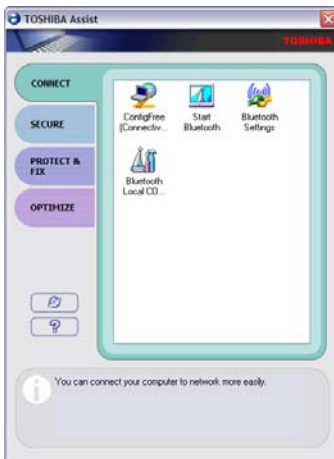 TOSHIBA Assist
TOSHIBA
CONNECT
SECURE
PROTECT &
FIX
OPTIMIZE
ConfigFree
(Connectiv...
Start
Bluetooth
Bluetooth
Settings
Bluetooth
Local CO...
?
You can connect your computer to network more easily.